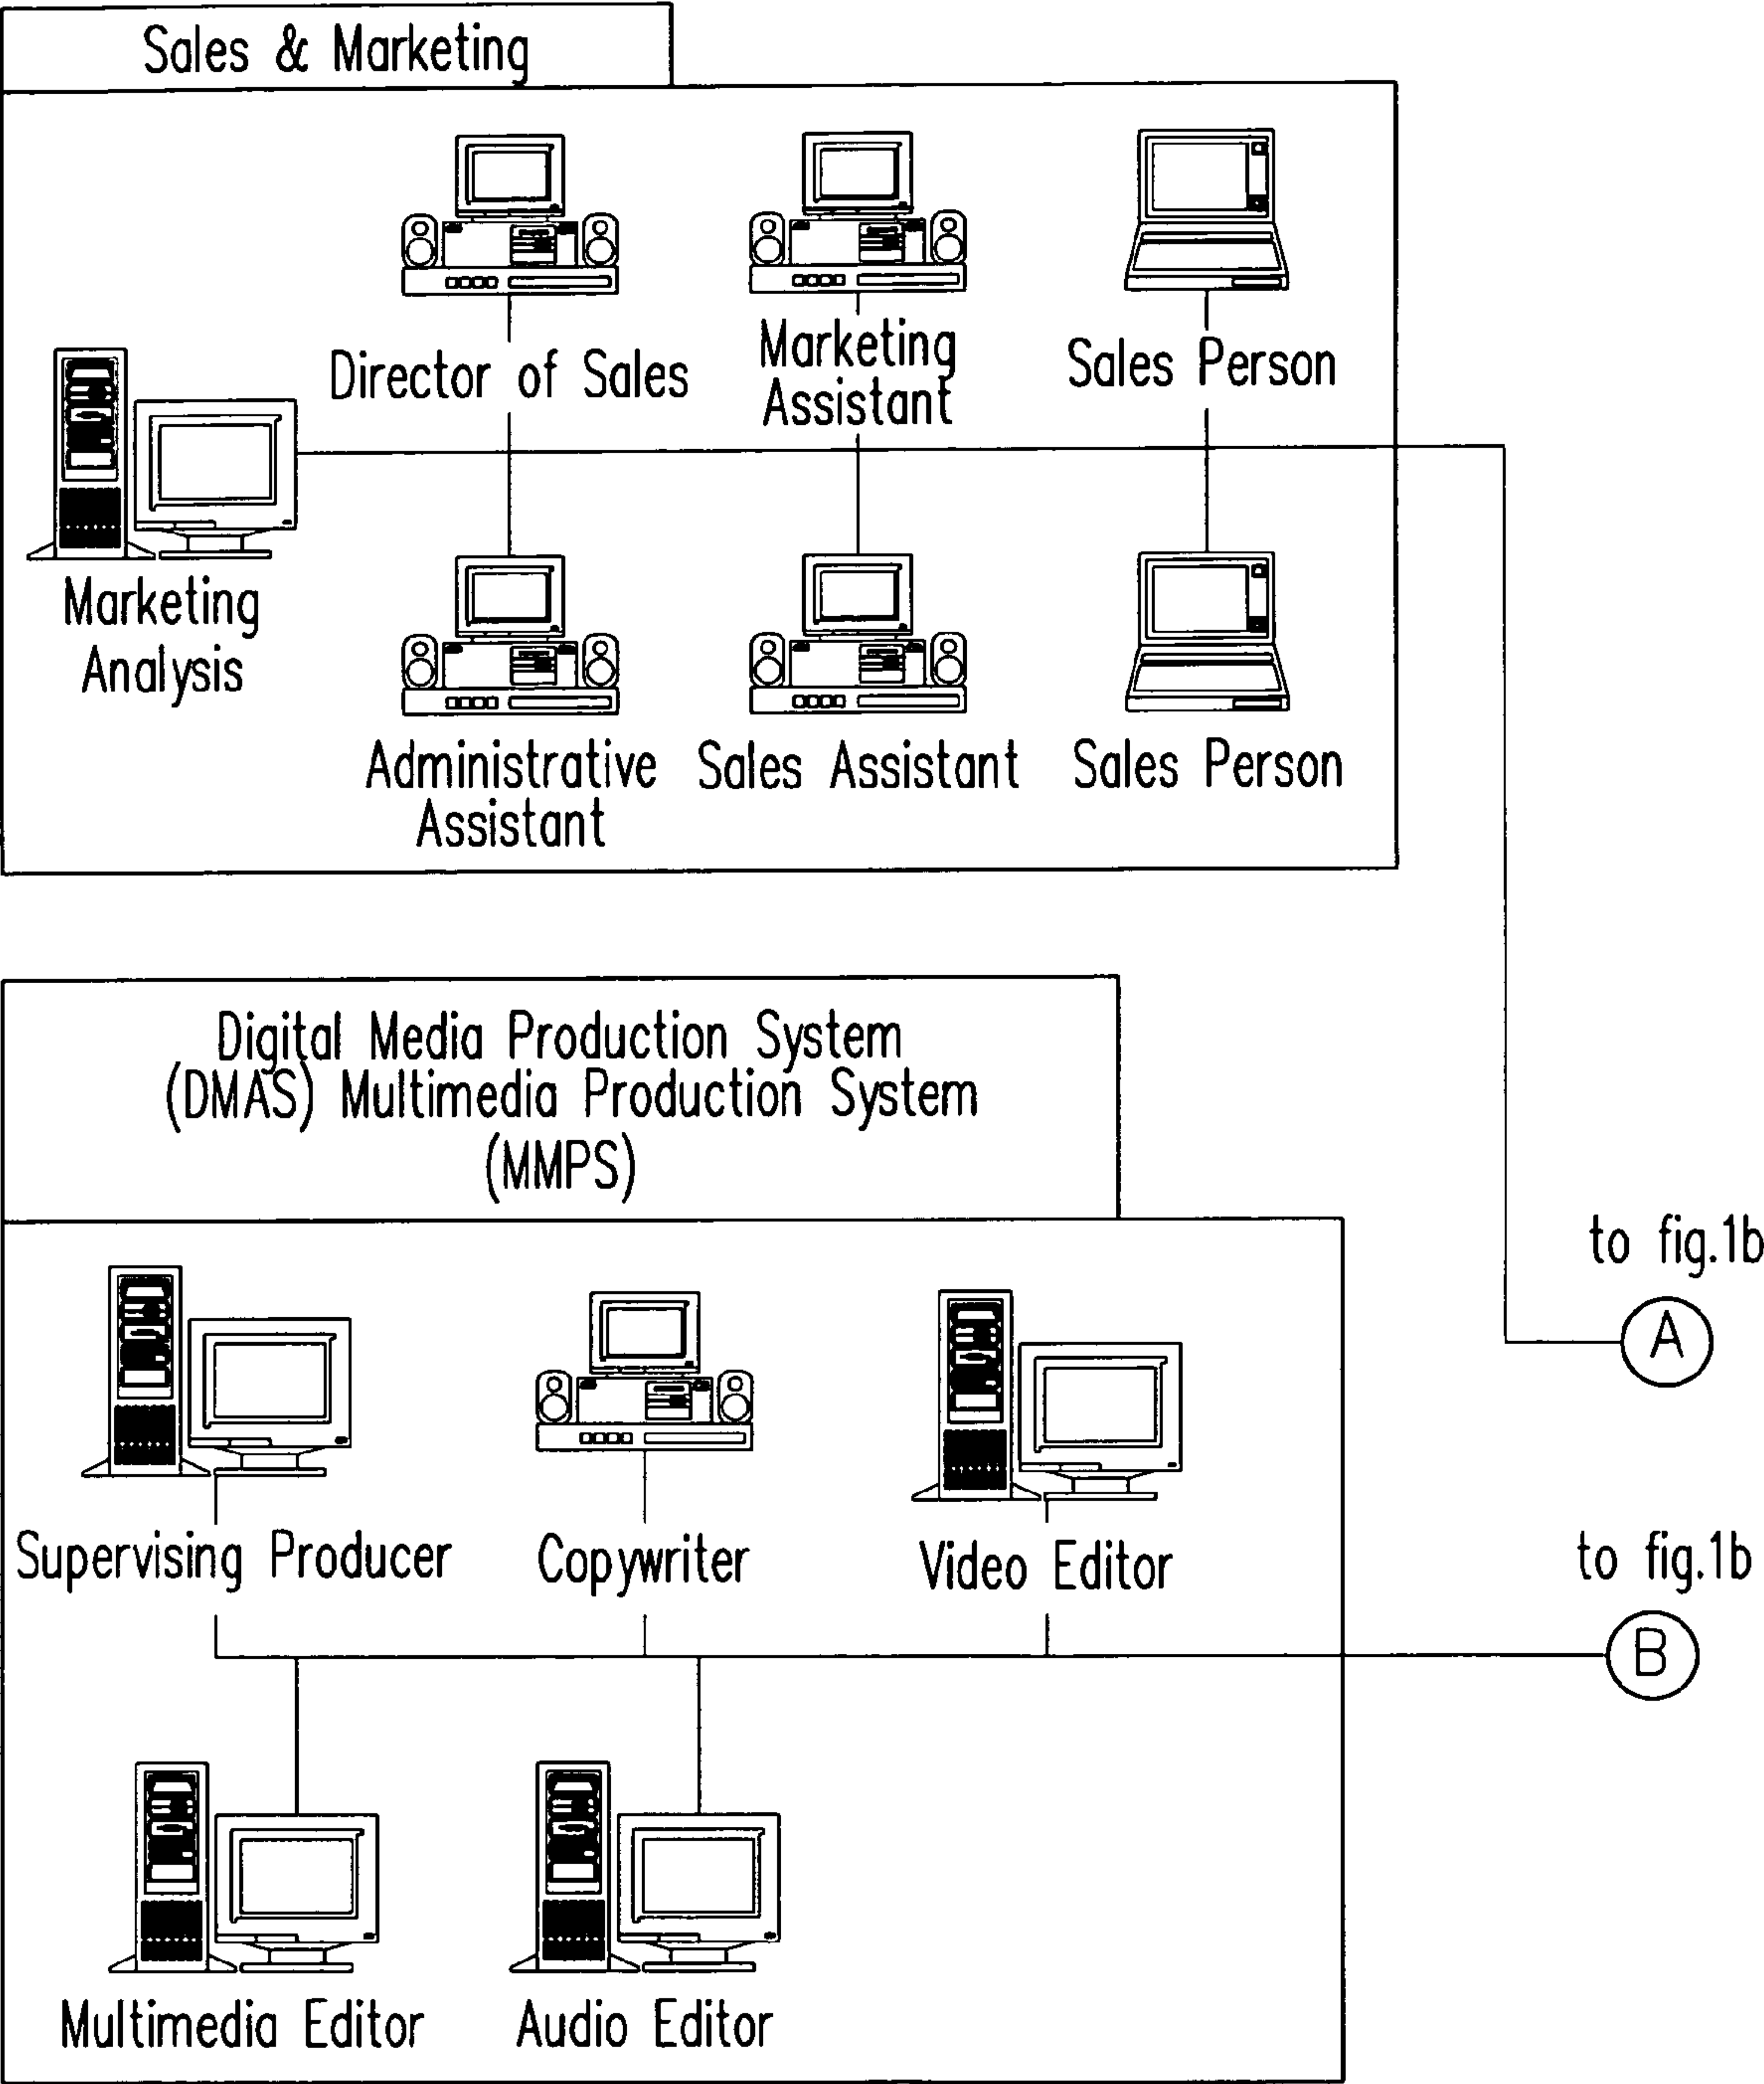 Sales & Marketing
Director of Sales
Marketing
Assistant
Sales Person
Marketing
Analysis
Administrative
Assistant
Sales Assistant
Sales Person
Digital Media Production System
(DMAS) Multimedia Production System
(MMPS)
to fig.1b
A
Supervising Producer
Copywriter
Video Editor
to fig.1b
B
Multimedia Editor
Audio Editor